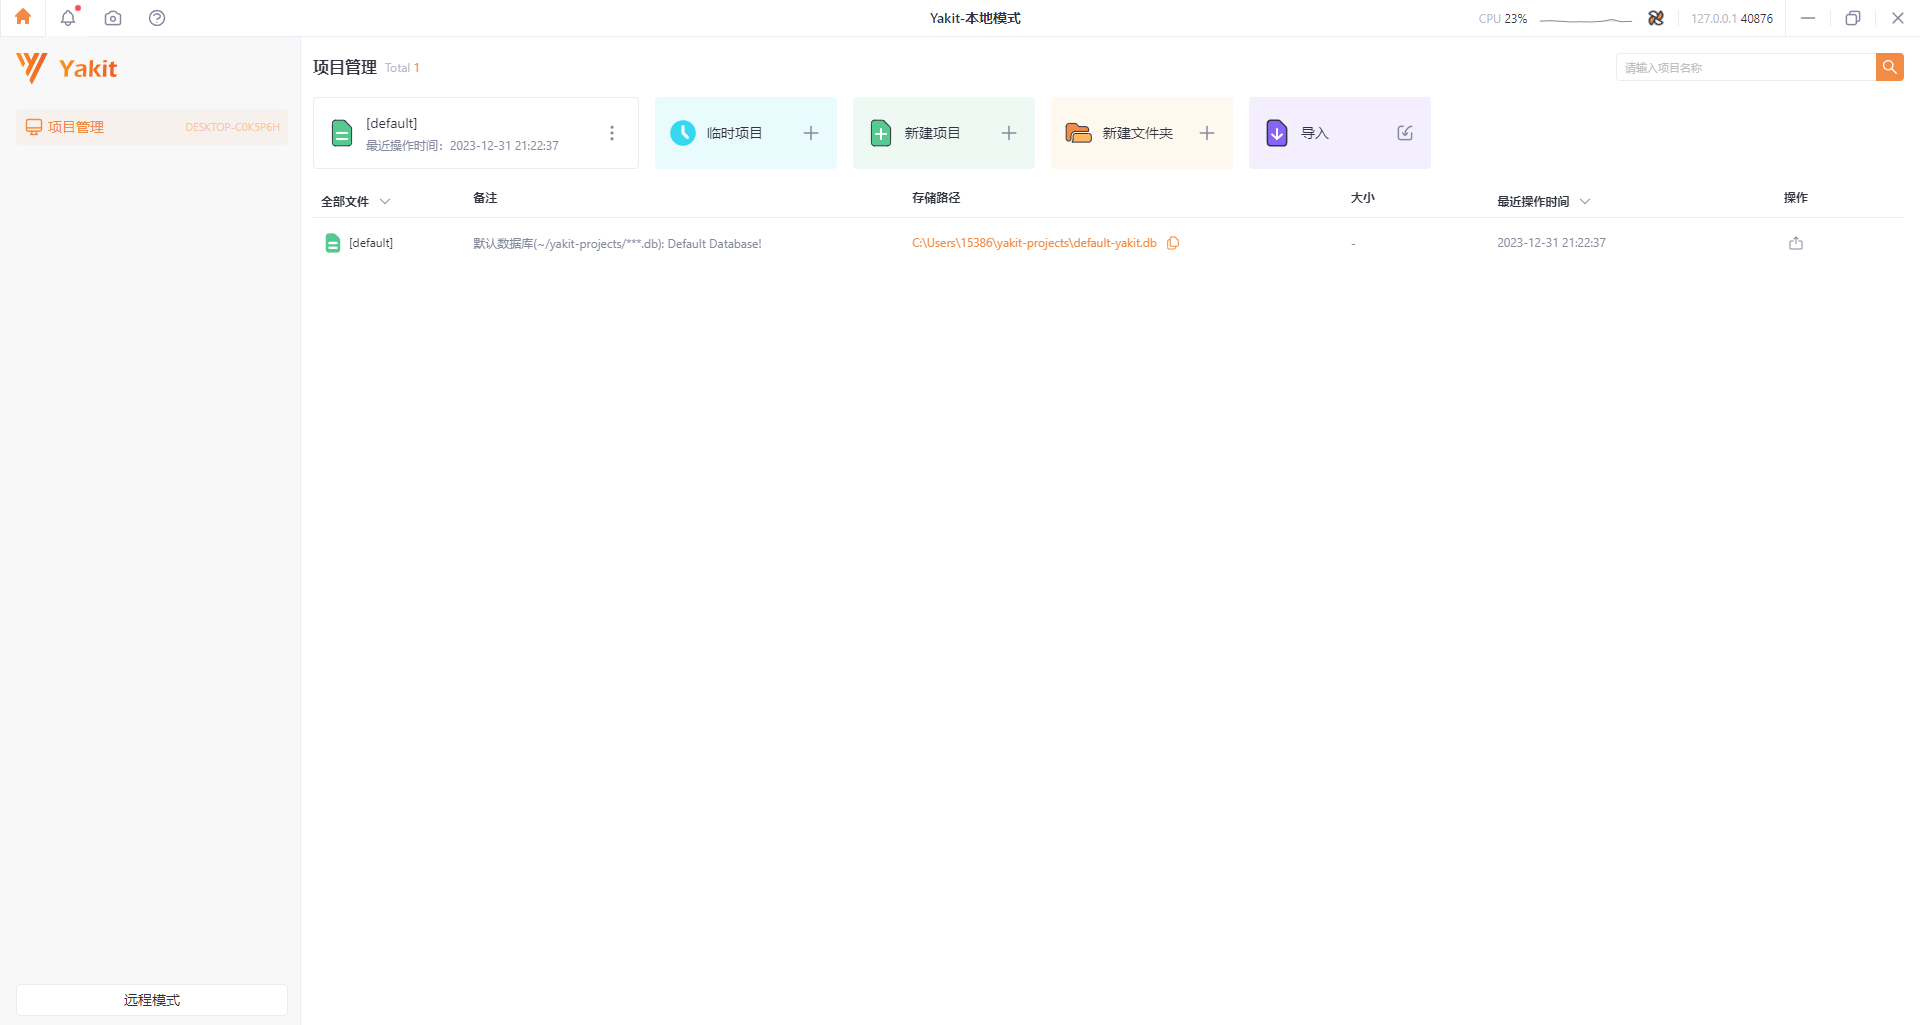 Yakit-本地模式
CPU 23%
127.0.0.1 40876
Yakit
项目管理 DESKTOP-C0K5P6H
项目管理 Total 1
请输入项目名称
[default]
最近操作时间：2023-12-31 21:22:37
临时项目
新建项目
新建文件夹
导入
全部文件 备注 存储路径 大小 最近操作时间 操作
[default] 默认数据库(~/yakit-projects/***.db): Default Database! C:\Users\15386\yakit-projects\default-yakit.db - 2023-12-31 21:22:37
远程模式